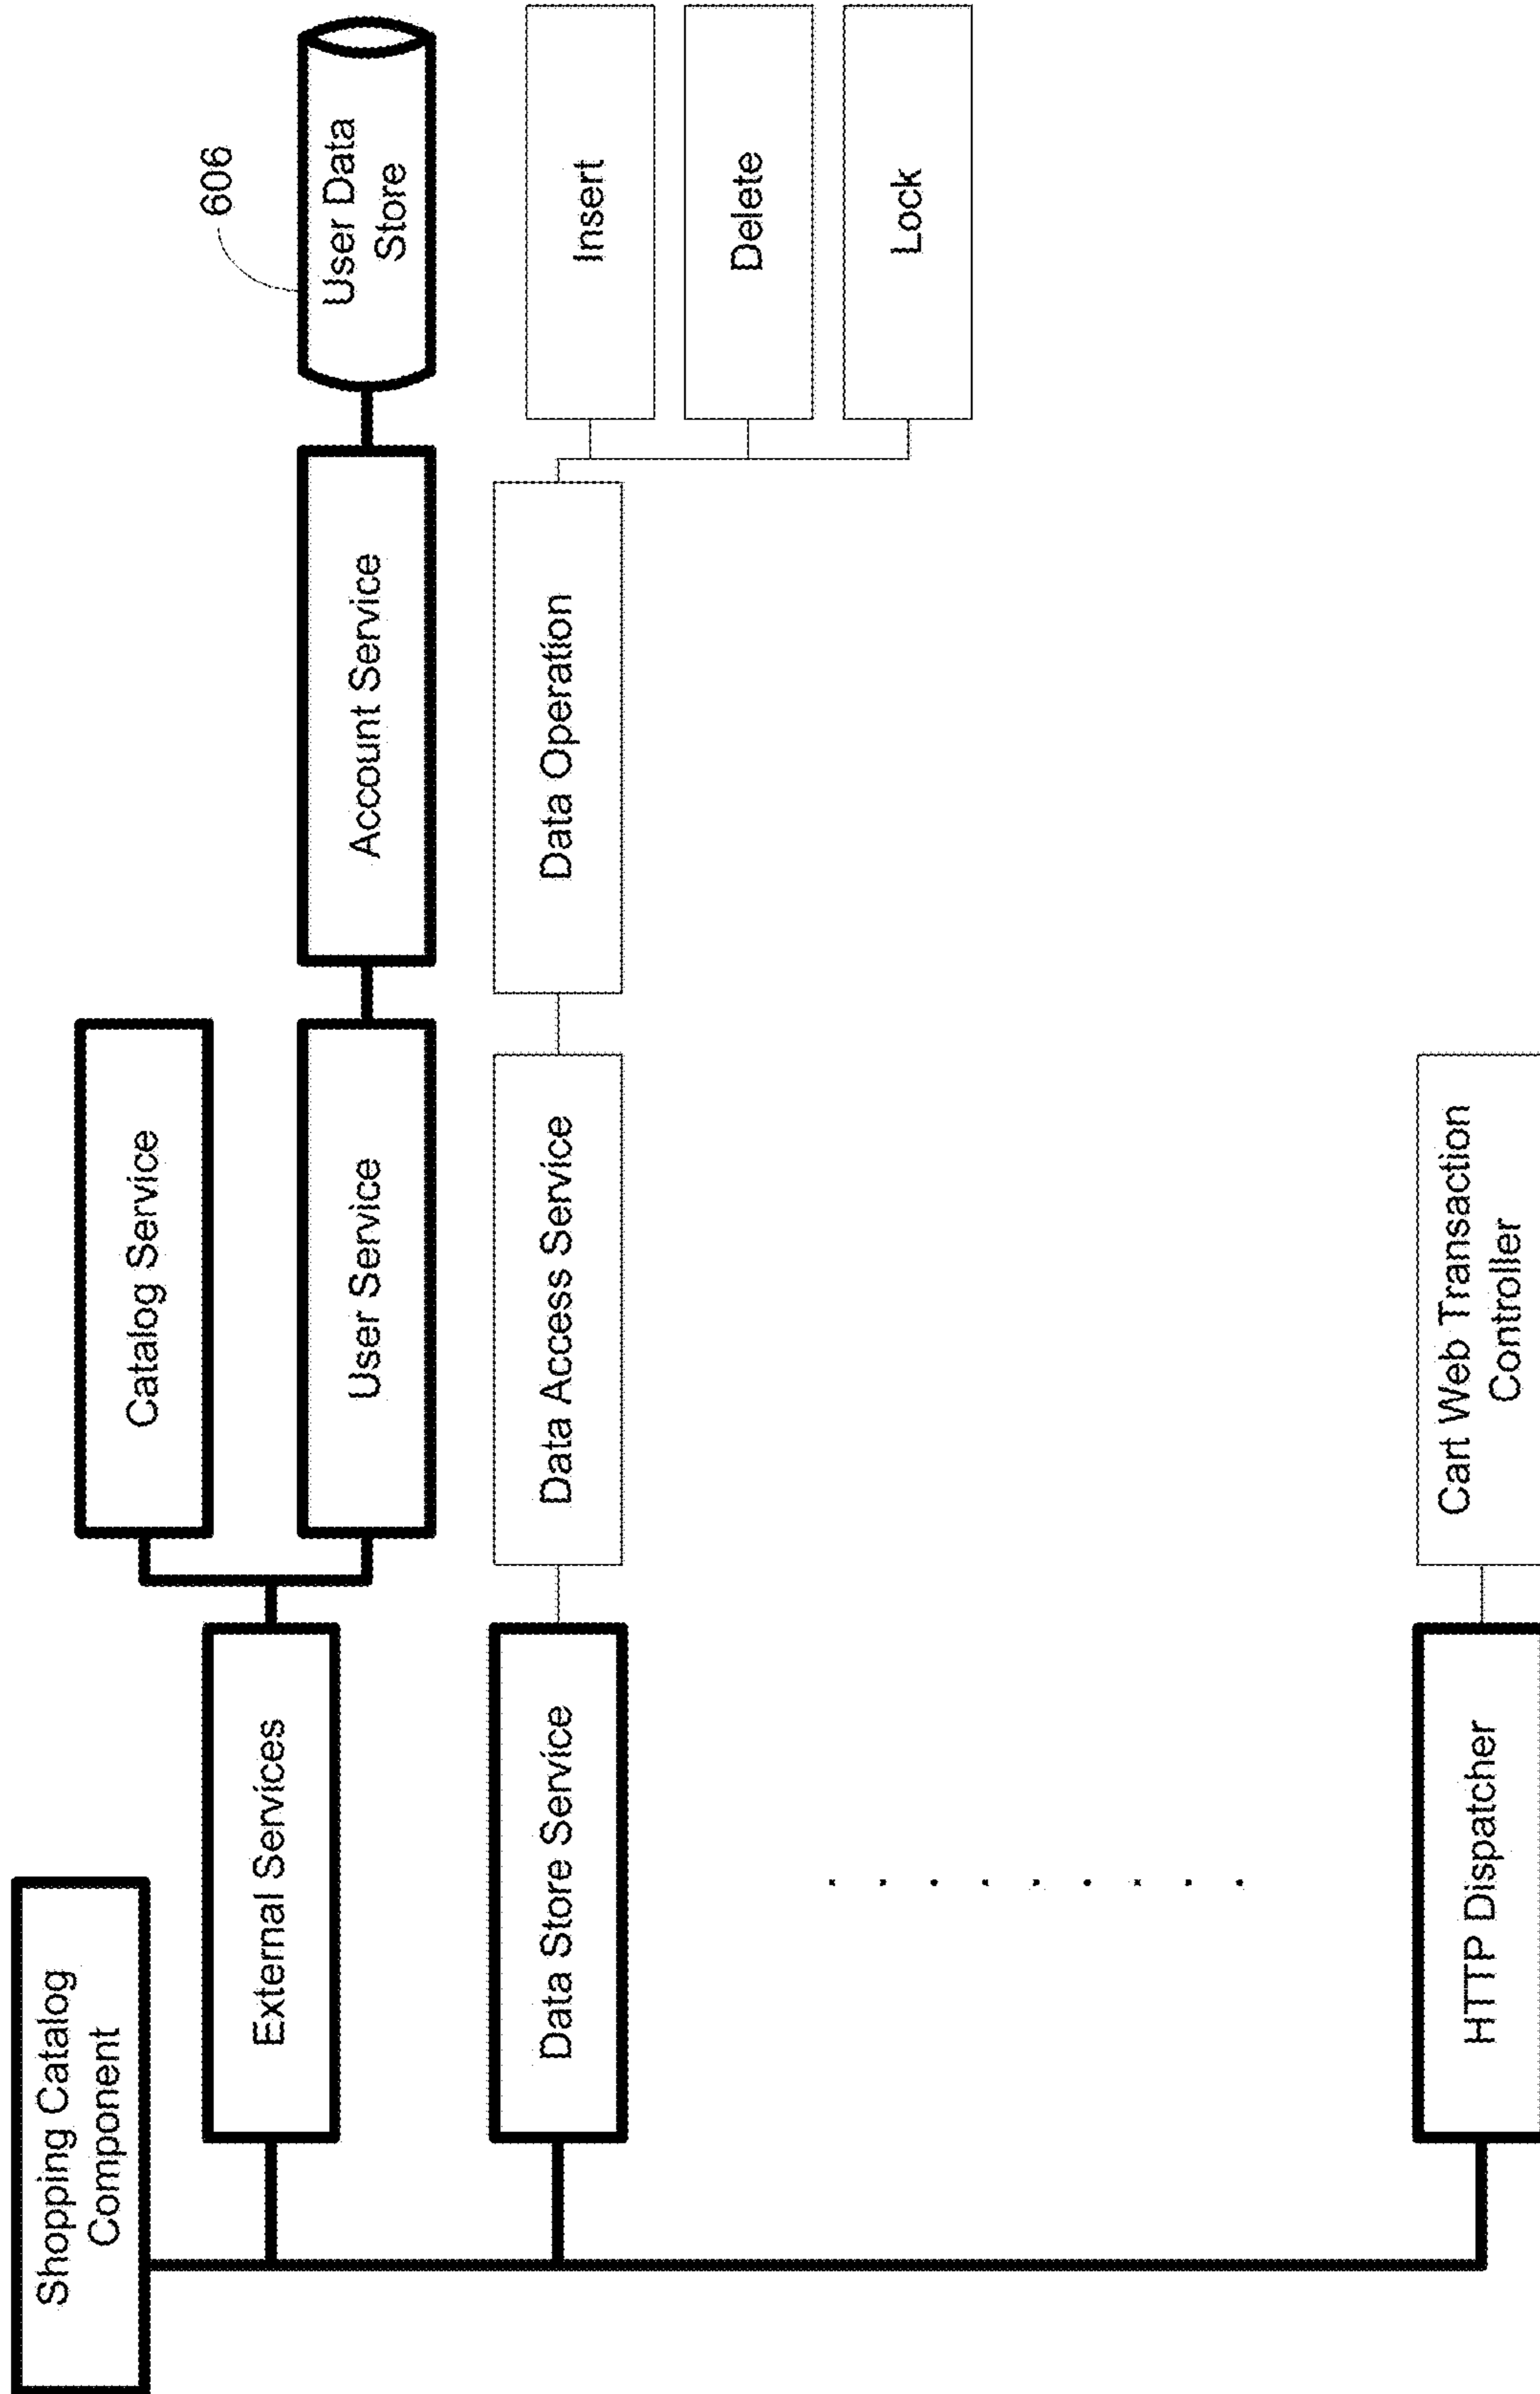 Shopping Catalog
Component
External Services
Catalog Service
User Service
Account Service
User Data
Store
606
Data Store Service
Data Access Service
Data Operation
Insert
Delete
Lock
HTTP Dispatcher
Cart Web Transaction
Controller